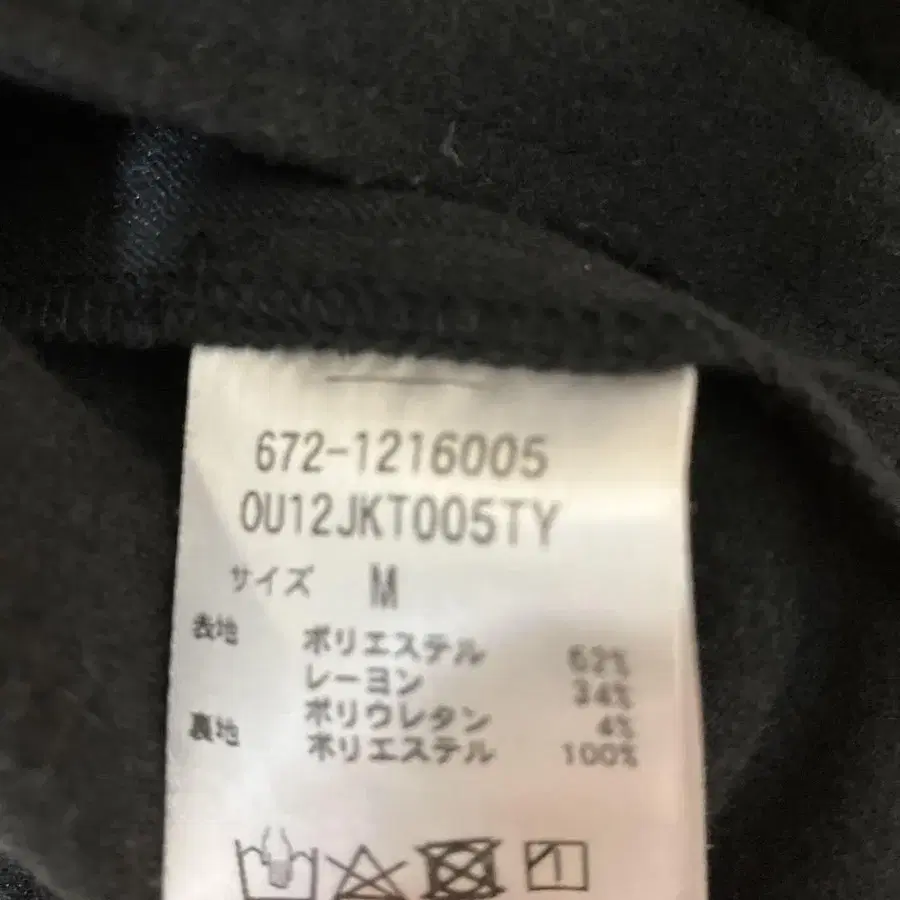 672-1216005
0U12JKT005TY
サイズ M
表地 ポリエステル 62%
レーヨン 34%
ポリウレタン 4%
裏地 ポリエステル 100%